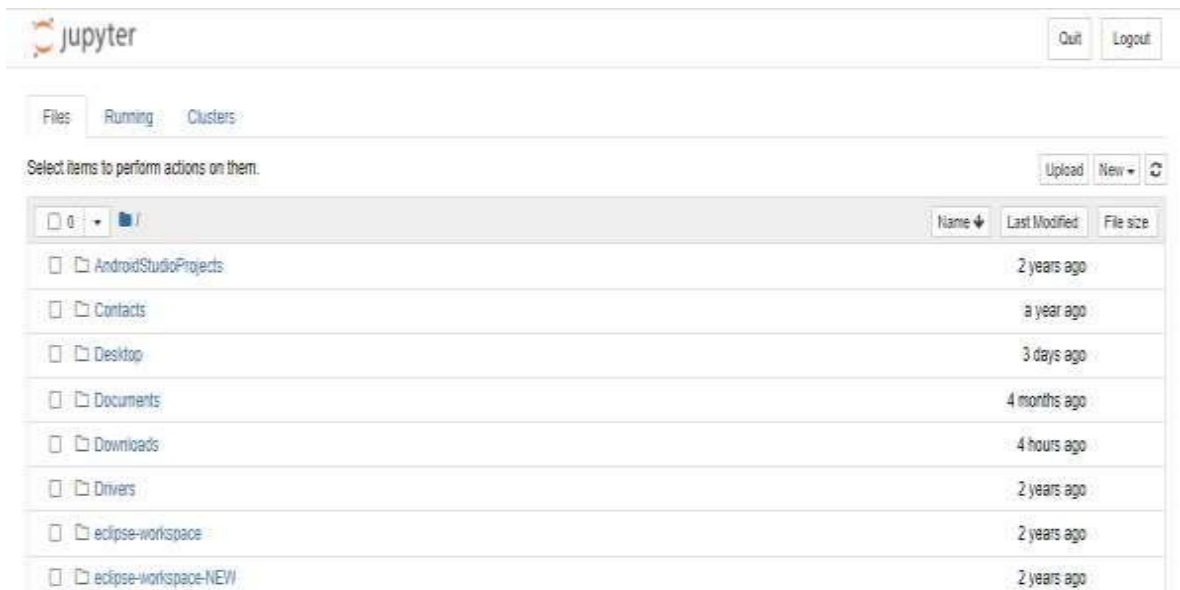 jupyter Quit Logout
Files Running Clusters
Select items to perform actions on them. Upload New
0 / Name Last Modified File size
AndroidStudioProjects 2 years ago
Contacts a year ago
Desktop 3 days ago
Documents 4 months ago
Downloads 4 hours ago
Drivers 2 years ago
eclipse-workspace 2 years ago
eclipse-workspace-NEW 2 years ago